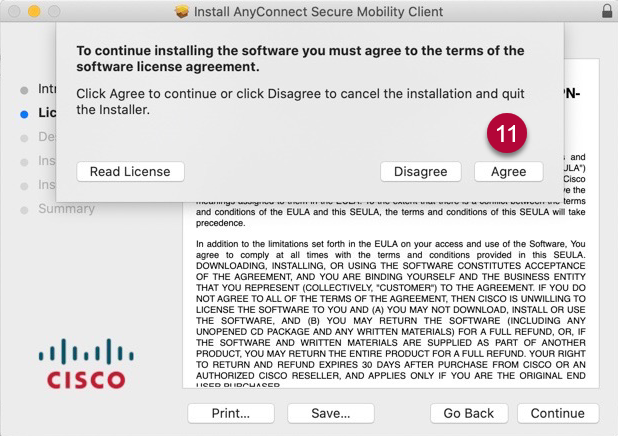 Install AnyConnect Secure Mobility Client
To continue installing the software you must agree to the terms of the
software license agreement.
Click Agree to continue or click Disagree to cancel the installation and quit
the Installer.
11
Read License
Disagree
Agree
Intr
Lic
De
Ins
Ins
Summary
PN-
s and
ULA")
Cisco
ve the
meanings assigned to them in the EULA. To the extent that there is a conflict between the terms
and conditions of the EULA and this SEULA, the terms and conditions of this SEULA will take
precedence.
In addition to the limitations set forth in the EULA on your access and use of the Software, You
agree to comply at all times with the terms and conditions provided in this SEULA.
DOWNLOADING, INSTALLING, OR USING THE SOFTWARE CONSTITUTES ACCEPTANCE
OF THE AGREEMENT, AND YOU ARE BINDING YOURSELF AND THE BUSINESS ENTITY
THAT YOU REPRESENT (COLLECTIVELY, "CUSTOMER") TO THE AGREEMENT. IF YOU DO
NOT AGREE TO ALL OF THE TERMS OF THE AGREEMENT, THEN CISCO IS UNWILLING TO
LICENSE THE SOFTWARE TO YOU AND (A) YOU MAY NOT DOWNLOAD, INSTALL OR USE
THE SOFTWARE, AND (B) YOU MAY RETURN THE SOFTWARE (INCLUDING ANY
UNOPENED CD PACKAGE AND ANY WRITTEN MATERIALS) FOR A FULL REFUND, OR, IF
THE SOFTWARE AND WRITTEN MATERIALS ARE SUPPLIED AS PART OF ANOTHER
PRODUCT, YOU MAY RETURN THE ENTIRE PRODUCT FOR A FULL REFUND. YOUR RIGHT
TO RETURN AND REFUND EXPIRES 30 DAYS AFTER PURCHASE FROM CISCO OR AN
AUTHORIZED CISCO RESELLER, AND APPLIES ONLY IF YOU ARE THE ORIGINAL END
USER PURCHASER
CISCO
Print...
Save...
Go Back
Continue